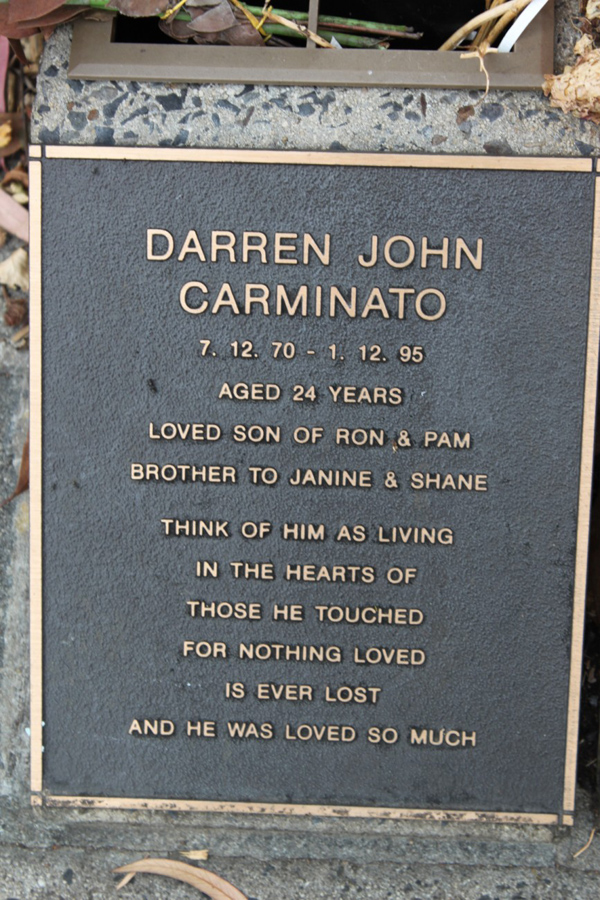 DARREN JOHN
CARMINATO
7. 12. 70 - 1. 12. 95
AGED 24 YEARS
LOVED SON OF RON & PAM
BROTHER TO JANINE & SHANE
THINK OF HIM AS LIVING
IN THE HEARTS OF
THOSE HE TOUCHED
FOR NOTHING LOVED
IS EVER LOST
AND HE WAS LOVED SO MUCH